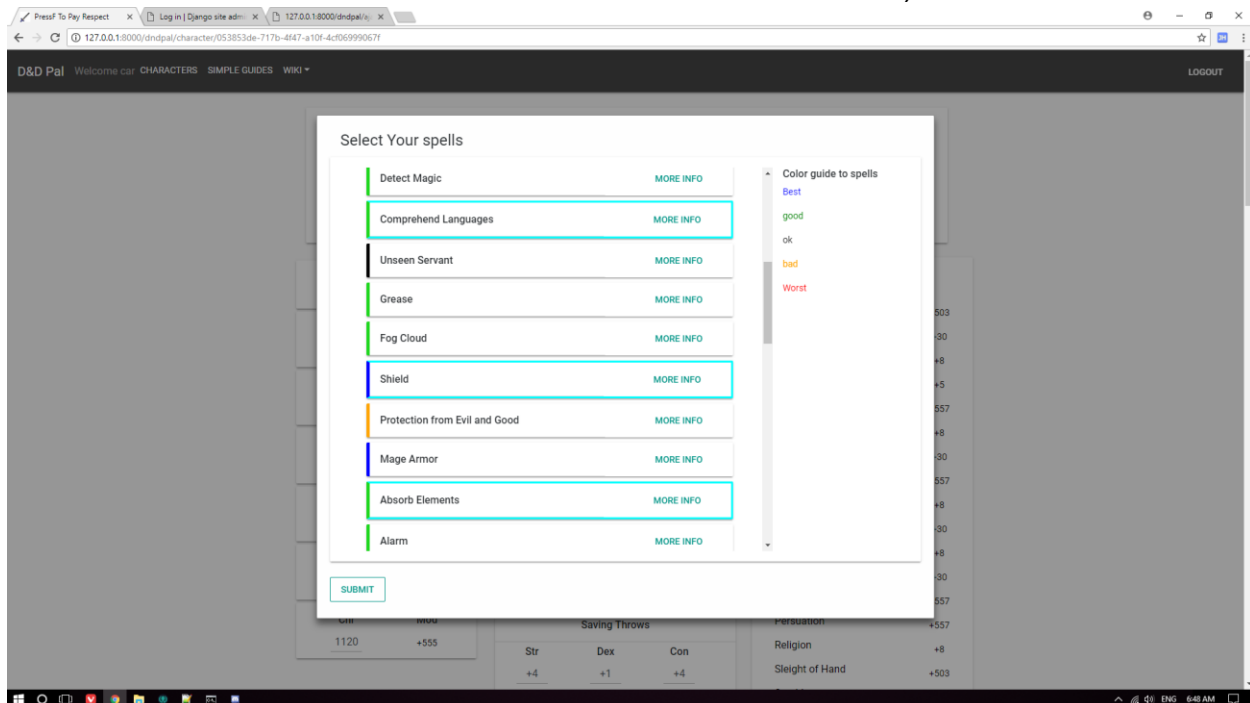 PressF To Pay Respect
Log in | Django site adm
127.0.0.1:8000/dndpal/aj
127.0.0.1:8000/dndpal/character/053853de-717b-4f47-a10f-4cf06999067f
D&D Pal Welcome car CHARACTERS SIMPLE GUIDES WIKI LOGOUT
Select Your spells
Detect Magic MORE INFO
Comprehend Languages MORE INFO
Unseen Servant MORE INFO
Grease MORE INFO
Fog Cloud MORE INFO
Shield MORE INFO
Protection from Evil and Good MORE INFO
Mage Armor MORE INFO
Absorb Elements MORE INFO
Alarm MORE INFO
Color guide to spells
Best
good
ok
bad
Worst
SUBMIT
503
30
+8
+5
557
+8
30
557
+8
30
+8
30
557
Chr Mod
1120 +555
Saving Throws
Str Dex Con
+4 +1 +4
Persuation +557
Religion +8
Sleight of Hand +503
ENG 6:48 AM